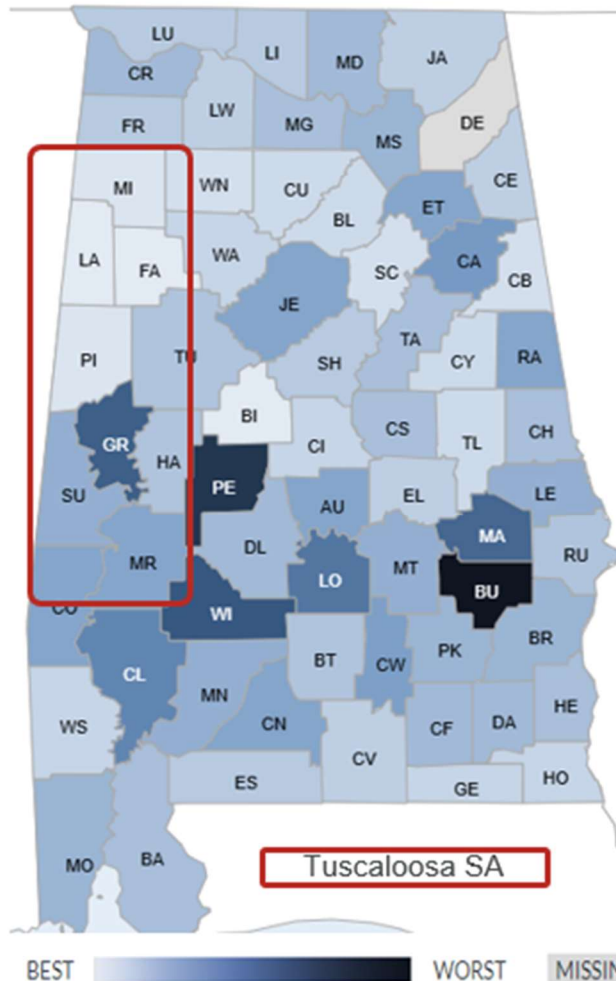 LU
LI
MD
JA
CR
LW
FR
MG
MS
DE
MI
WN
CU
CE
BL
ET
LA
FA
WA
SC
CA
CB
JE
PI
TU
SH
TA
CY
RA
BI
GR
HA
CI
CS
TL
CH
SU
PE
AU
EL
LE
MR
DL
LO
MT
MA
RU
CO
WI
BU
CL
BT
CW
PK
BR
MN
CN
CF
DA
HE
WS
ES
CV
GE
HO
MO
BA
Tuscaloosa SA
BEST WORST MISSIN